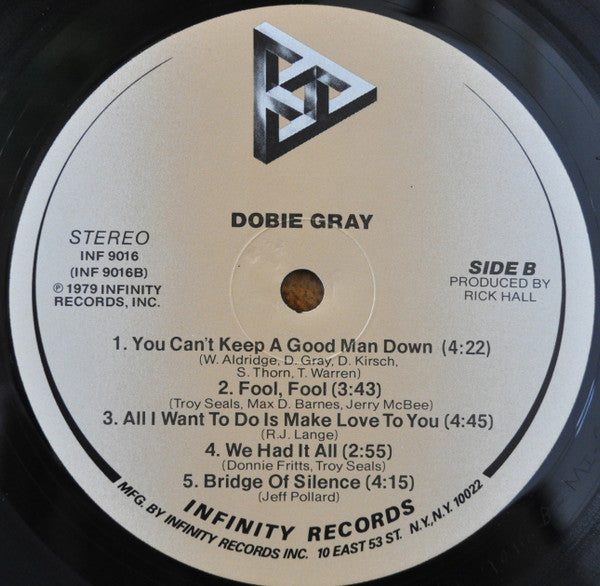 DOBIE GRAY
STEREO
INF 9016
(INF 9016B)
℗ 1979 INFINITY
RECORDS, INC.
SIDE B
PRODUCED BY
RICK HALL
1. You Can't Keep A Good Man Down (4:22)
(W. Aldridge, D. Gray, D. Kirsch,
S. Thorn, T. Warren)
2. Fool, Fool (3:43)
(Troy Seals, Max D. Barnes, Jerry McBee)
3. All I Want To Do Is Make Love To You (4:45)
(R.J. Lange)
4. We Had It All (2:55)
(Donnie Fritts, Troy Seals)
5. Bridge Of Silence (4:15)
(Jeff Pollard)
INFINITY RECORDS
MFG. BY INFINITY RECORDS INC. 10 EAST 53 ST. N.Y., N.Y. 10022